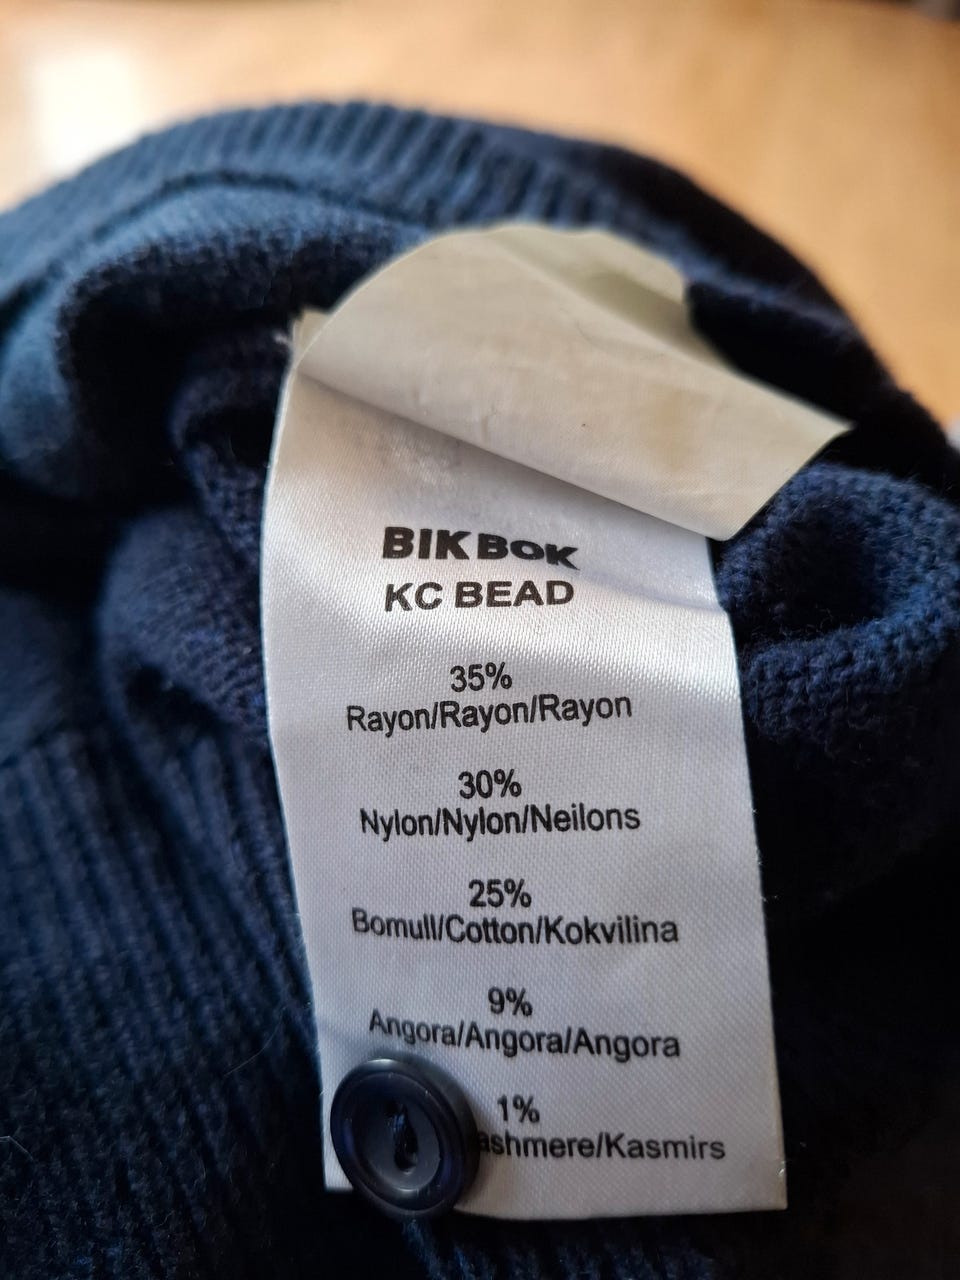 BIK BOK
KC BEAD
35%
Rayon/Rayon/Rayon
30%
Nylon/Nylon/Neilons
25%
Bomull/Cotton/Kokvilina
9%
Angora/Angora/Angora
1%
ashmere/Kasmirs